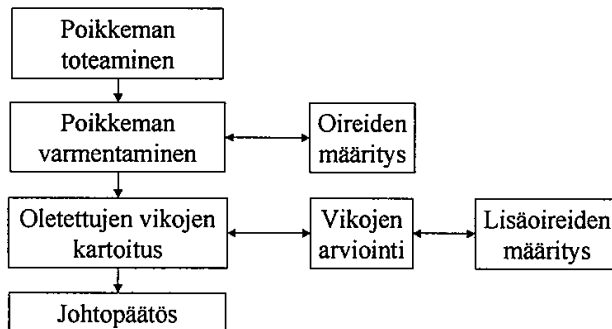 Poikkeman
toteaminen
Poikkeman
varmentaminen
Oireiden
määritys
Oletettujen vikojen
kartoitus
Vikojen
arviointi
Lisäoireiden
määritys
Johtopäätös